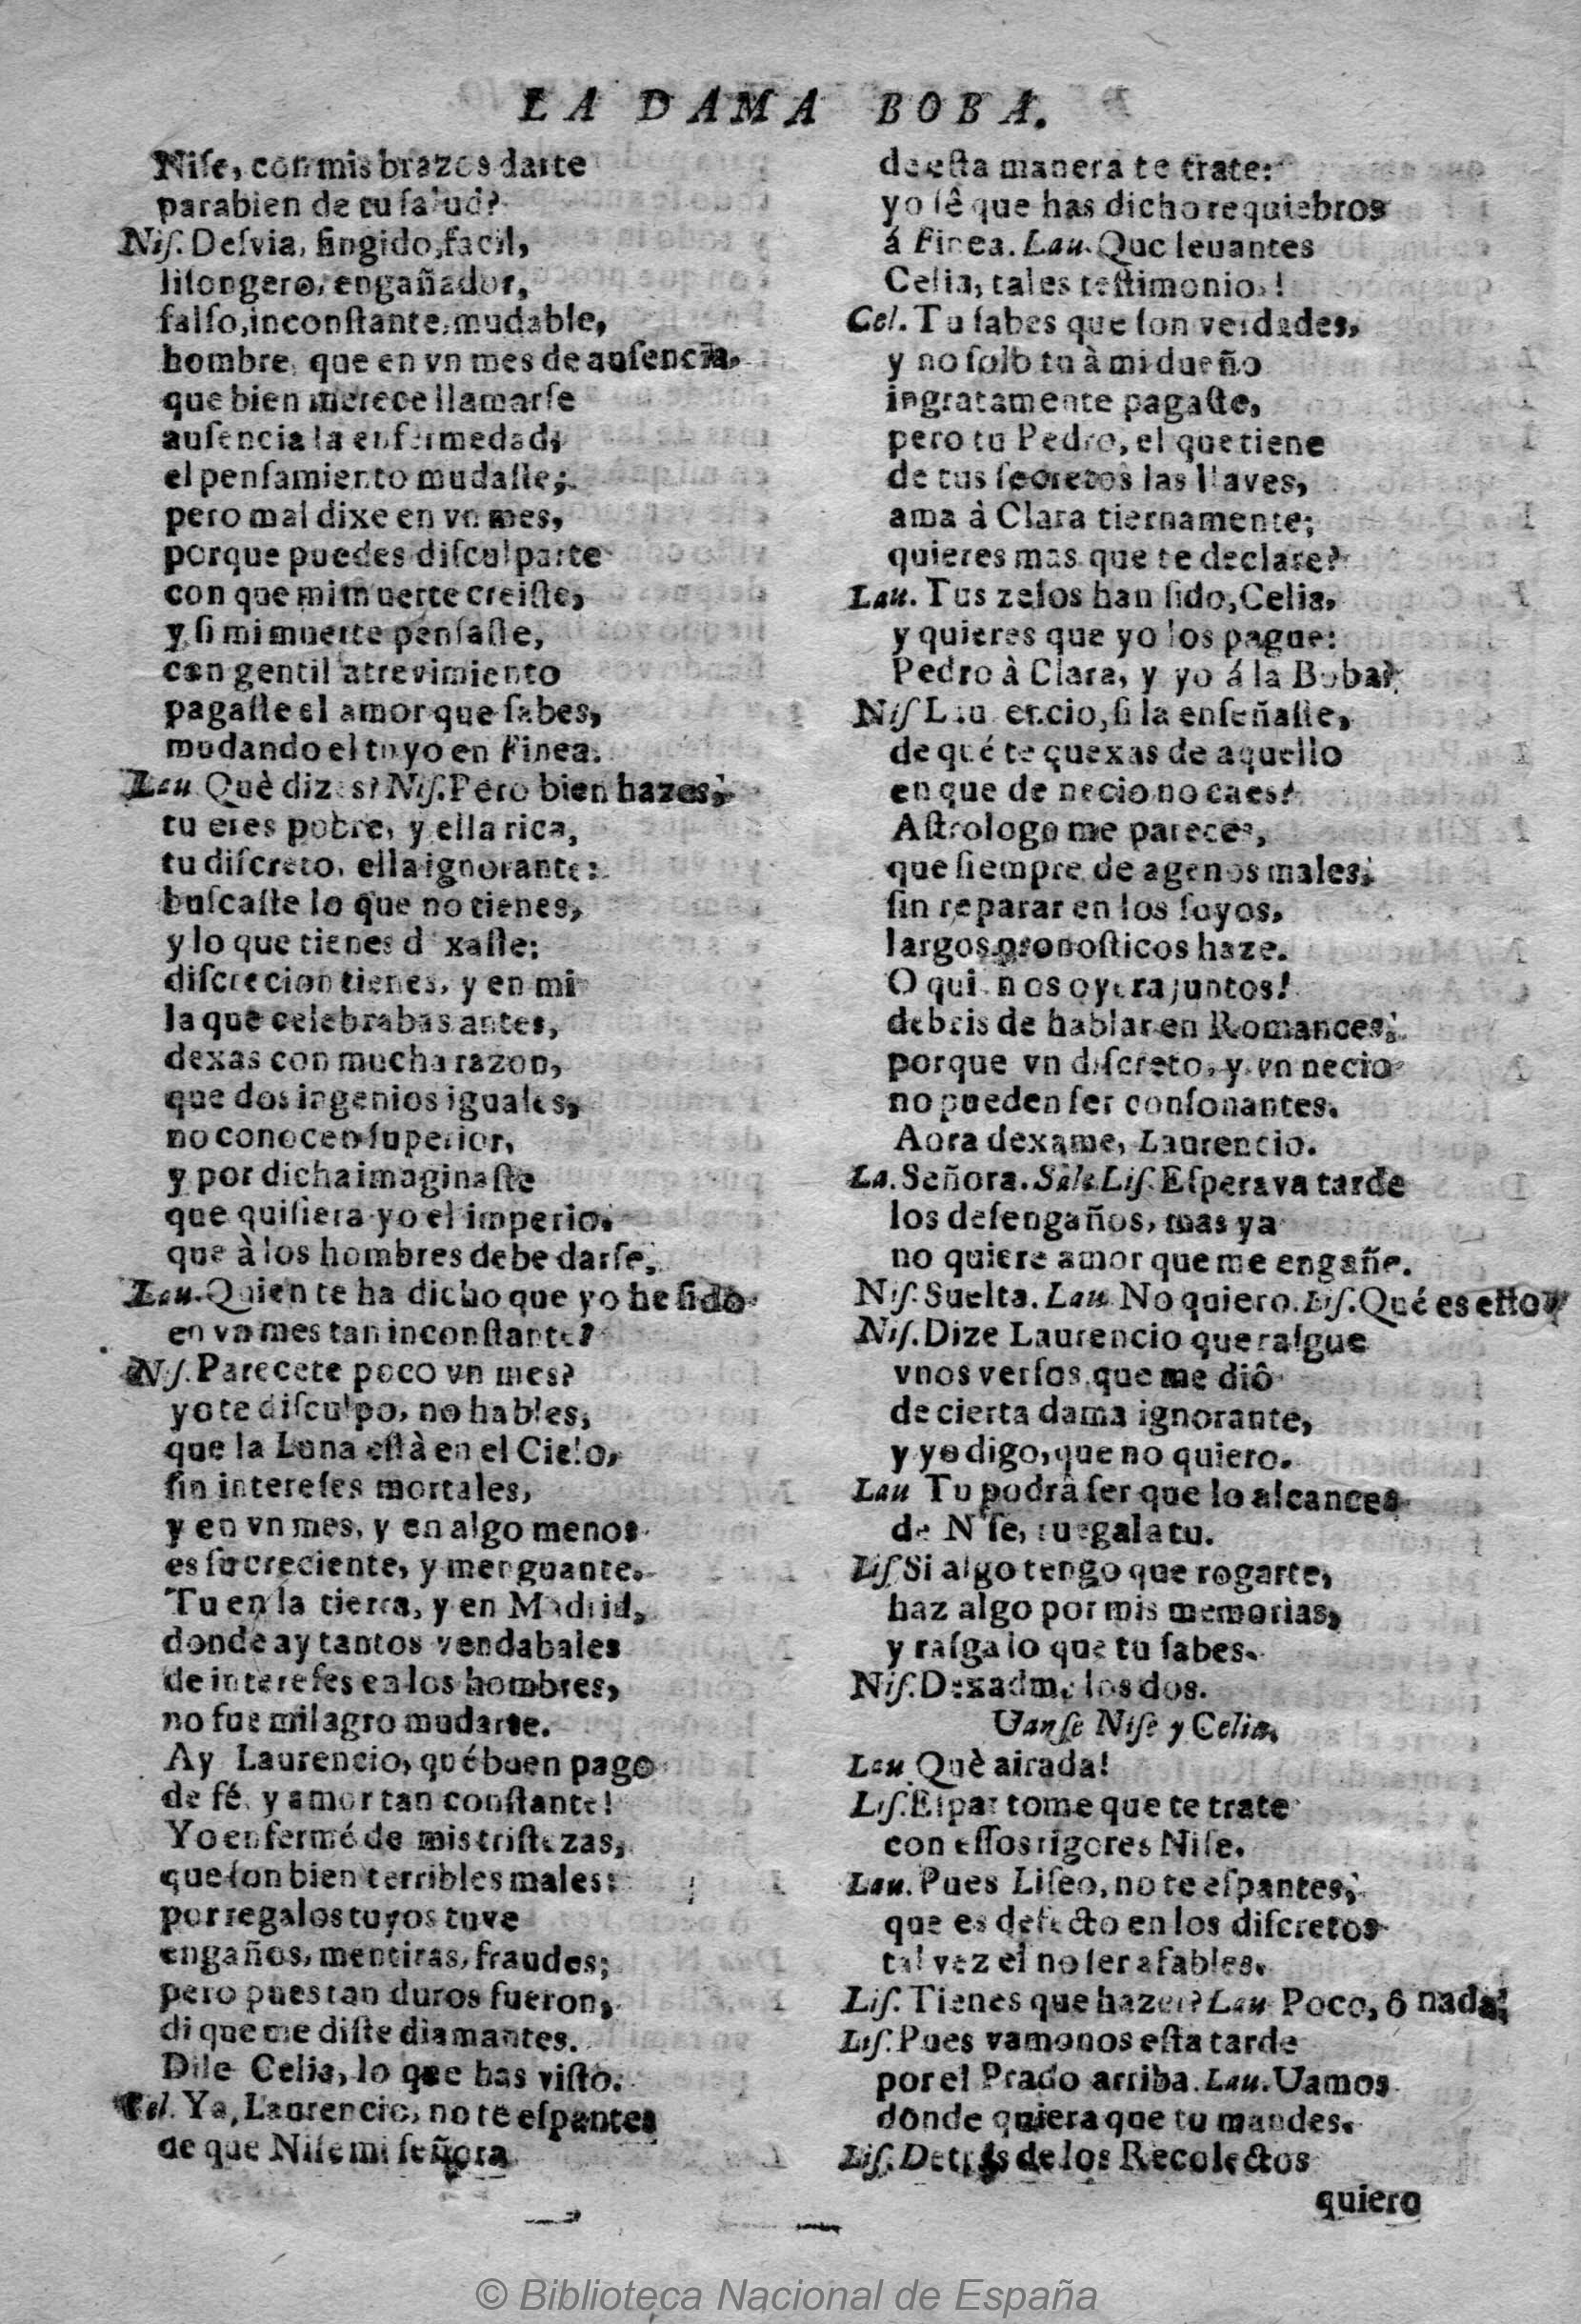 LA DAMA BOBA.
Niſe, con mis brazos darte
parabien de tu ſalud?
Niſ. Deſvia, fingido, facil,
liſongero, engañador,
falſo, inconſtante, mudable,
hombre, que en vn mes de auſencia,
que bien merece llamarſe
auſencia la enfermedad;
el penſamiento mudaſte;
pero mal dixe en vn mes,
porque puedes diſculparte
con que mi muerte creiſte,
y ſi mi muerte penſaſte,
con gentil atrevimiento
pagaſte el amor que ſabes,
mudando el tuyo en Finea.
Lau. Què dizes? Niſ. Pero bien hazes;
tu eres pobre, y ella rica,
tu diſcreto, ella ignorante:
buſcaſte lo que no tienes,
y lo que tienes dexaſte:
diſcrecion tienes, y en mi
la que celebrabas antes,
dexas con mucha razon,
que dos ingenios iguales,
no conocen ſuperior,
y por dicha imaginaſte
que quiſiera yo el imperio,
que à los hombres debe darſe.
Lau. Quien te ha dicho que yo he ſido
en vn mes tan inconſtante?
Niſ. Parecete poco vn mes?
yo te diſculpo, no hables,
que la Luna eſtà en el Cielo,
ſin intereſes mortales,
y en vn mes, y en algo menos
es ſu creciente, y menguante.
Tu en la tierra, y en Madrid,
donde ay tantos vendabales
de intereſes en los hombres,
no fue milagro mudarte.
Ay Laurencio, qué buen pago
de fé, y amor tan conſtante!
Yo enfermé de mis triſtezas,
que ſon bien terribles males:
por regalos tuyos tuve
engaños, mentiras, fraudes;
pero pues tan duros fueron,
di que me diſte diamantes.
Dile Celia, lo que has viſto.
Cel. Ya, Laurencio, no te eſpantes
de que Niſe mi ſeñora
de eſta manera te trate:
yo ſê que has dicho requiebros
á Finea. Lau. Que leuantes
Celia, tales teſtimonios!
Cel. Tu ſabes que ſon verdades,
y no ſolo tu à mi dueño
ingratamente pagaſte,
pero tu Pedro, el que tiene
de tus ſecretos las llaves,
ama à Clara tiernamente;
quieres mas que te declare?
Lau. Tus zelos han ſido, Celia,
y quieres que yo los pague:
Pedro à Clara, y yo á la Boba?
Niſ Laurencio, ſi la enſeñaſte,
de qué te quexas de aquello
en que de necio no caes?
Aſtrologo me pareces,
que ſiempre de agenos males,
ſin reparar en los ſuyos,
largos pronoſticos haze.
O quien os oyera juntos!
debeis de hablar en Romances,
porque vn diſcreto, y vn necio
no pueden ſer conſonantes.
Aora dexame, Laurencio.
La. Señora. Sale Liſ. Eſperava tarde
los deſengaños, mas ya
no quiere amor que me engañe.
Niſ. Suelta. Lau. No quiero. Liſ. Qué es eſto?
Niſ. Dize Laurencio que raſgue
vnos verſos, que me diô
de cierta dama ignorante,
y yo digo, que no quiero.
Lau Tu podrá ſer que lo alcances
de Niſe, ruegala tu.
Liſ Si algo tengo que rogarte,
haz algo por mis memorias,
y raſga lo que tu ſabes.
Niſ. Dexadme los dos.
Vanſe Niſe y Celia.
Lau Què airada!
Liſ. Eſpantome que te trate
con eſſos rigores Niſe.
Lau. Pues Liſeo, no te eſpantes,
que es defecto en los diſcretos
tal vez el no ſer afables.
Liſ. Tienes que hazer? Lau Poco, ô nada.
Liſ. Pues vamonos eſta tarde
por el Prado arriba. Lau. Vamos
donde quiera que tu mandes.
Liſ. Detrás de los Recolectos
quiero
© Biblioteca Nacional de España